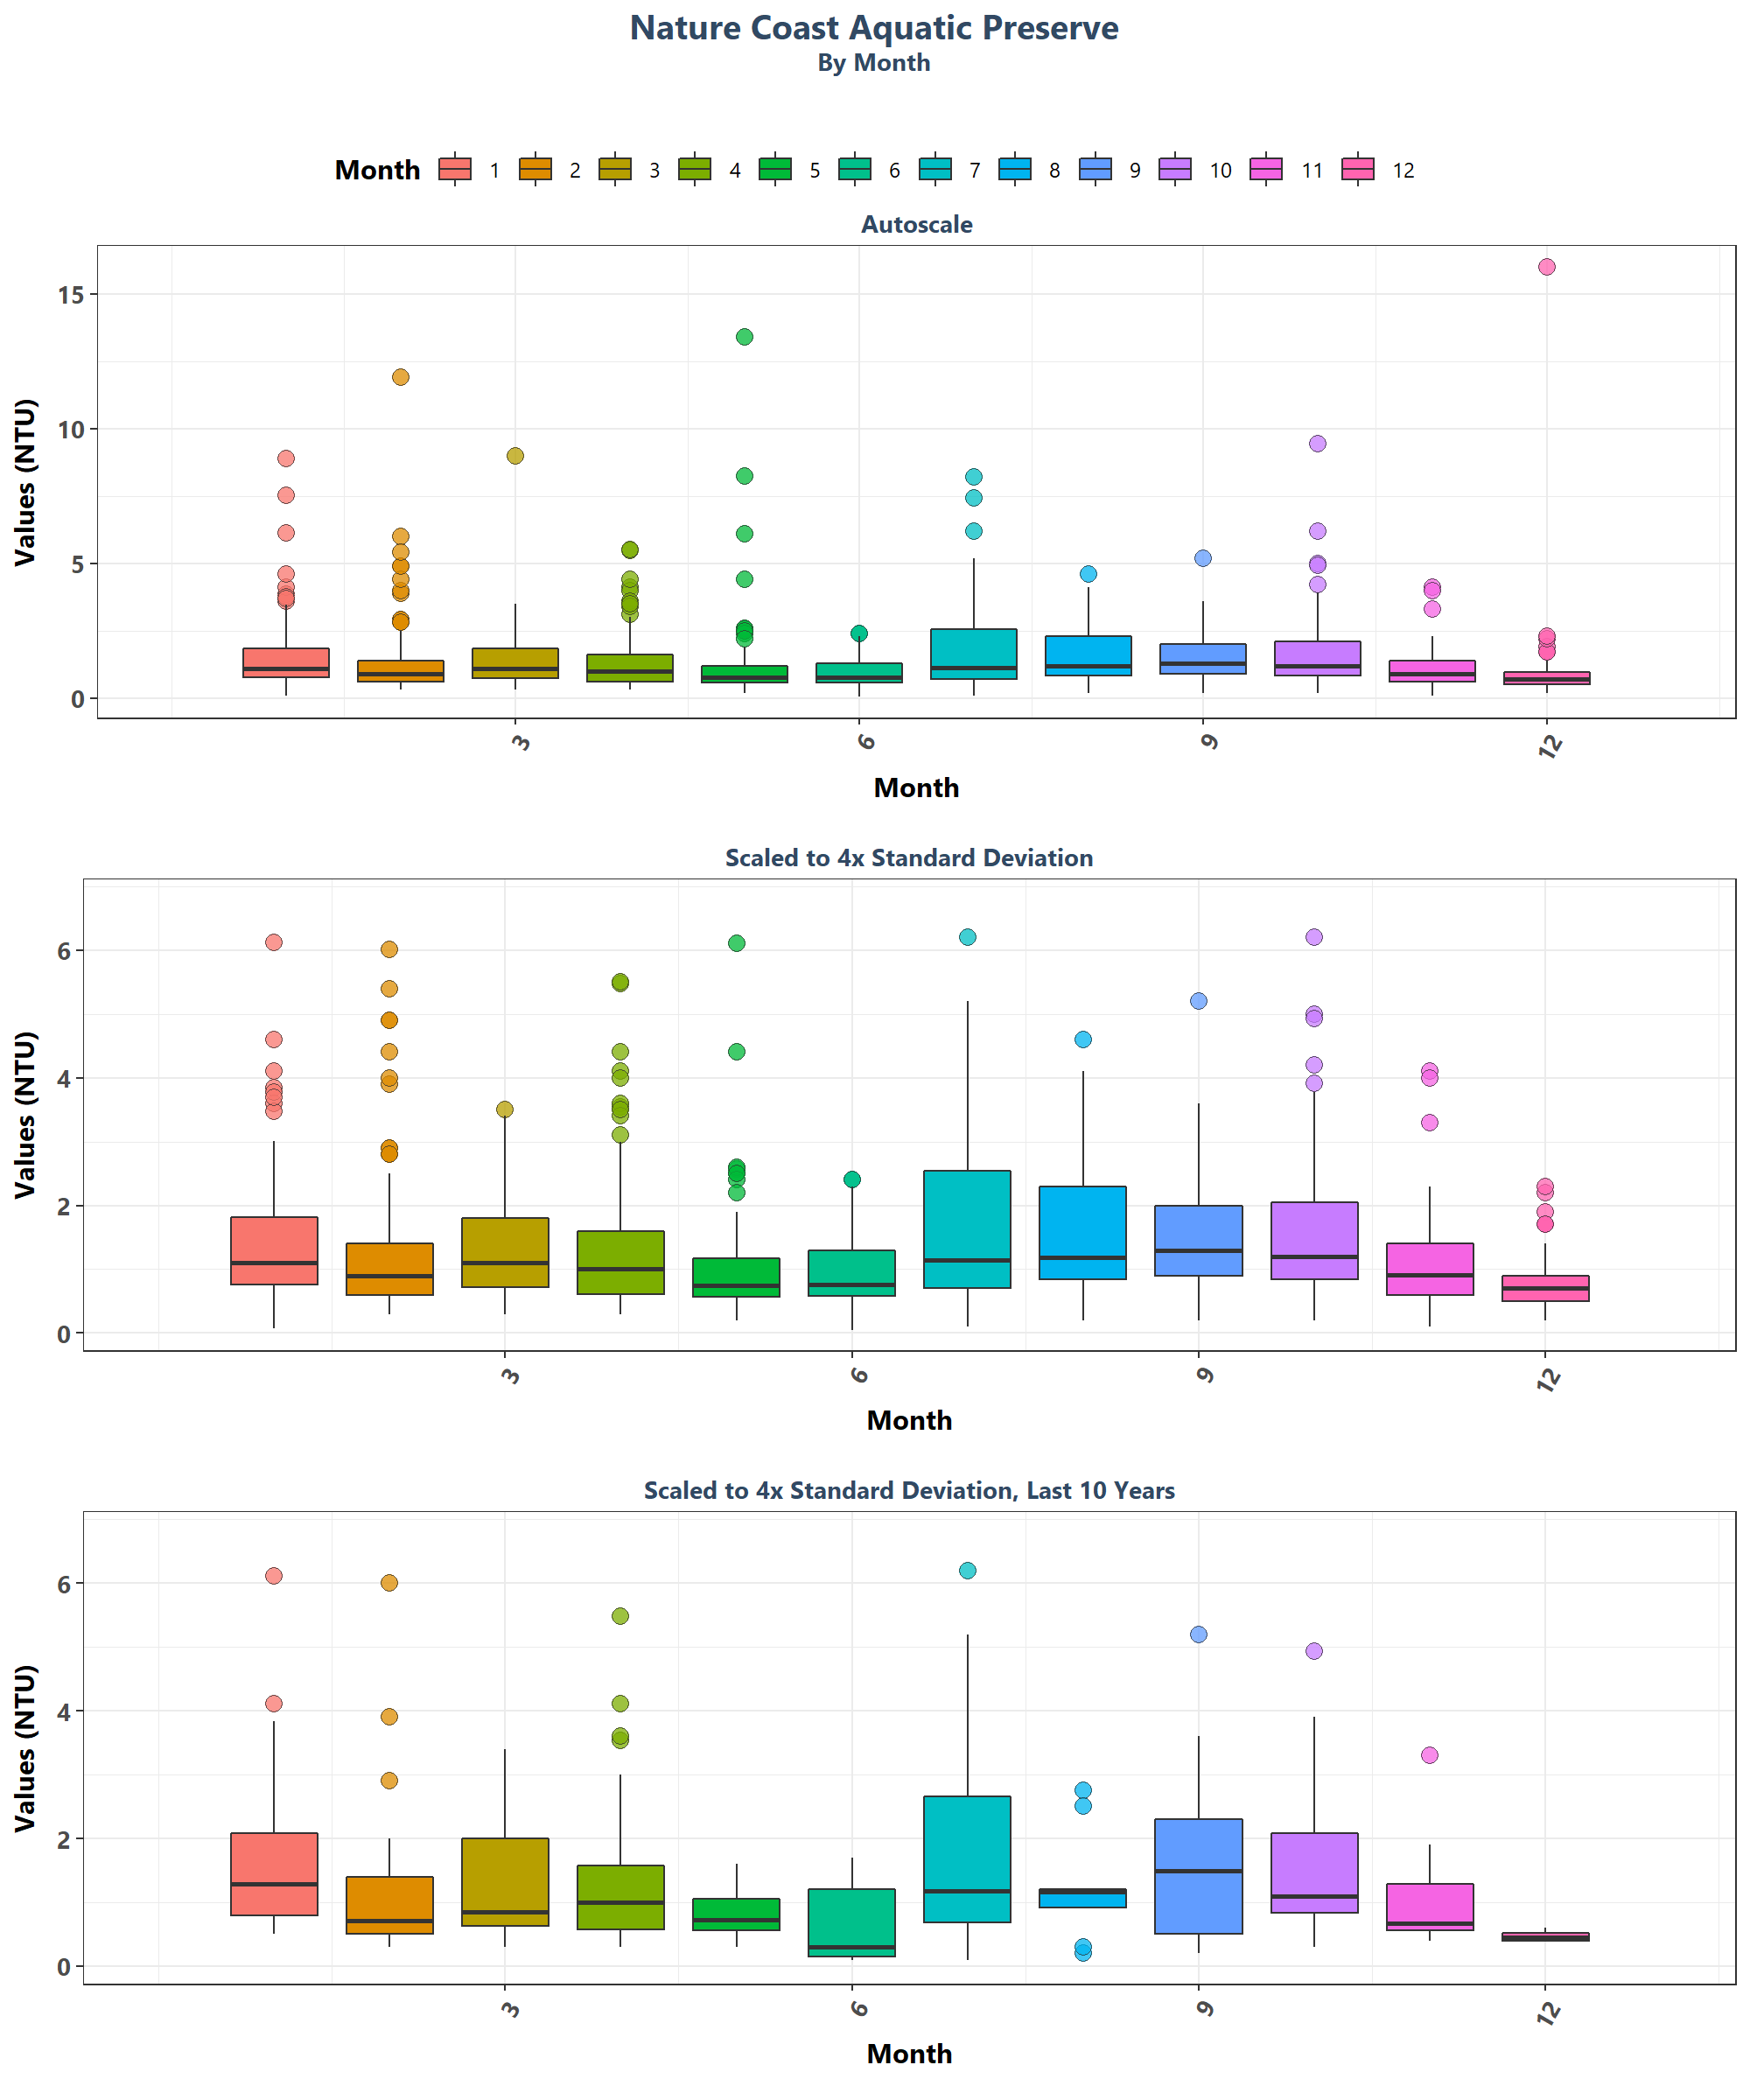 Nature Coast Aquatic Preserve
By Month
Month 1 2 3 4 5 6 7 8 9 10 11 12
Autoscale
Values (NTU)
15
10
5
0
3 6 9 12
Month
Scaled to 4x Standard Deviation
Values (NTU)
6
4
2
0
3 6 9 12
Month
Scaled to 4x Standard Deviation, Last 10 Years
Values (NTU)
6
4
2
0
3 6 9 12
Month